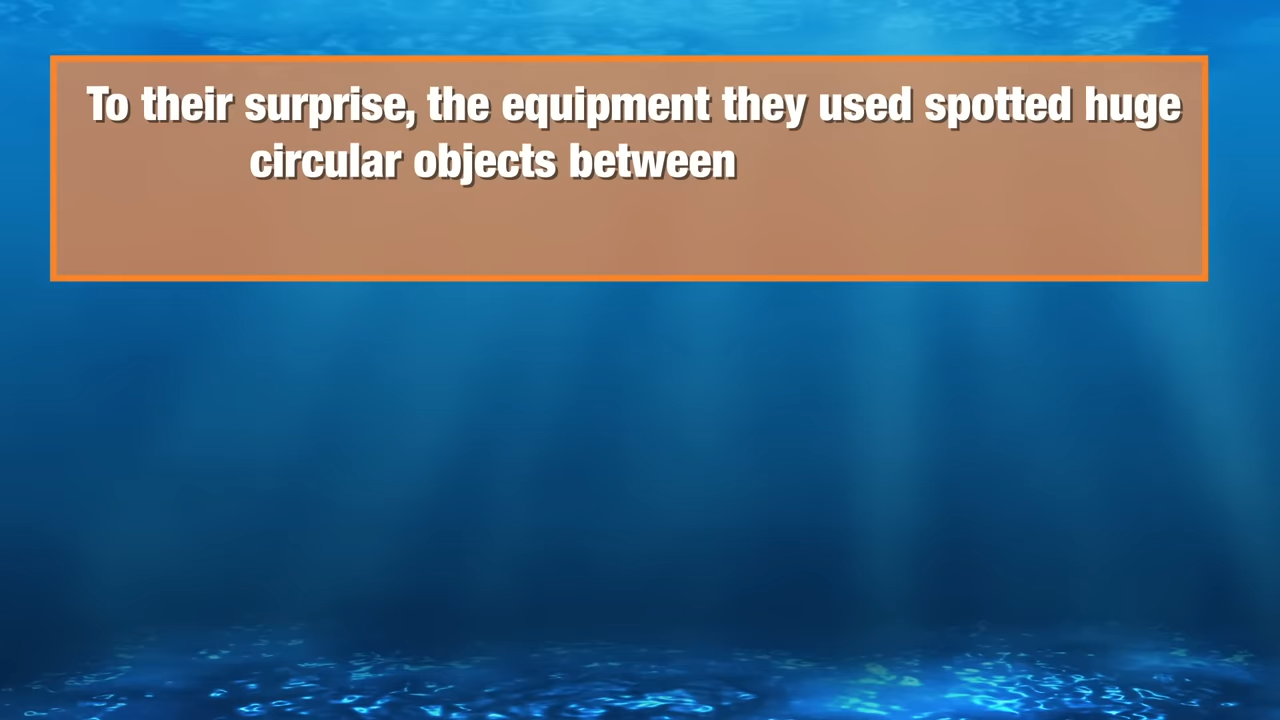 To their surprise, the equipment they used spotted huge
circular objects between